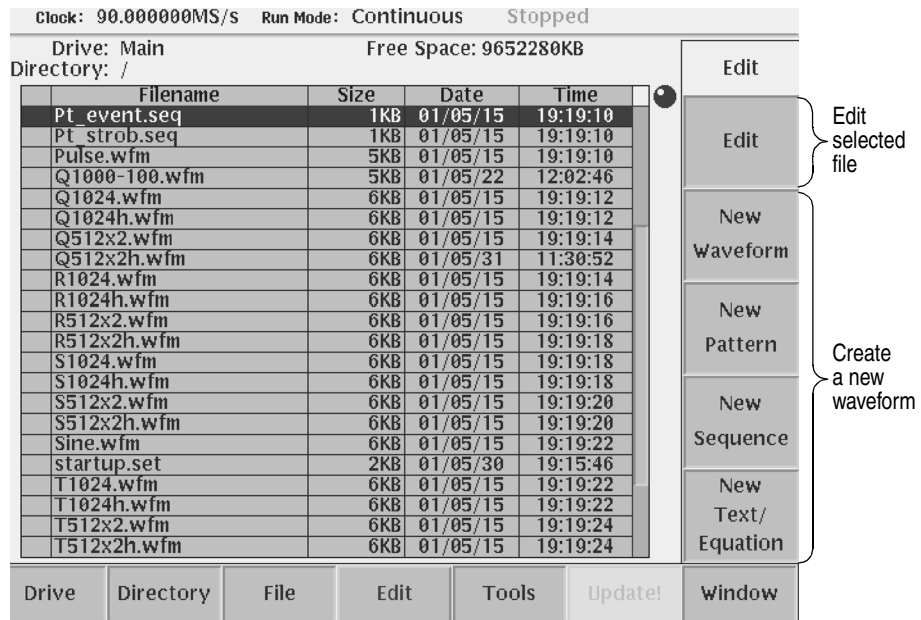 Clock: 90.000000MS/s Run Mode: Continuous Stopped
Drive: Main Free Space: 9652280KB
Directory: /
Filename Size Date Time
Pt_event.seq 1KB 01/05/15 19:19:10
Pt_strob.seq 1KB 01/05/15 19:19:10
Pulse.wfm 5KB 01/05/15 19:19:10
Q1000-100.wfm 5KB 01/05/22 12:02:46
Q1024.wfm 6KB 01/05/15 19:19:12
Q1024h.wfm 6KB 01/05/15 19:19:12
Q512x2.wfm 6KB 01/05/15 19:19:14
Q512x2h.wfm 6KB 01/05/31 11:30:52
R1024.wfm 6KB 01/05/15 19:19:14
R1024h.wfm 6KB 01/05/15 19:19:16
R512x2.wfm 6KB 01/05/15 19:19:16
R512x2h.wfm 6KB 01/05/15 19:19:18
S1024.wfm 6KB 01/05/15 19:19:18
S1024h.wfm 6KB 01/05/15 19:19:18
S512x2.wfm 6KB 01/05/15 19:19:20
S512x2h.wfm 6KB 01/05/15 19:19:20
Sine.wfm 6KB 01/05/15 19:19:22
startup.set 2KB 01/05/30 19:15:46
T1024.wfm 6KB 01/05/15 19:19:22
T1024h.wfm 6KB 01/05/15 19:19:22
T512x2.wfm 6KB 01/05/15 19:19:24
T512x2h.wfm 6KB 01/05/15 19:19:24
Edit
Edit
New
Waveform
New
Pattern
New
Sequence
New
Text/
Equation
Drive Directory File Edit Tools Update! Window
Edit
selected
file
Create
a new
waveform